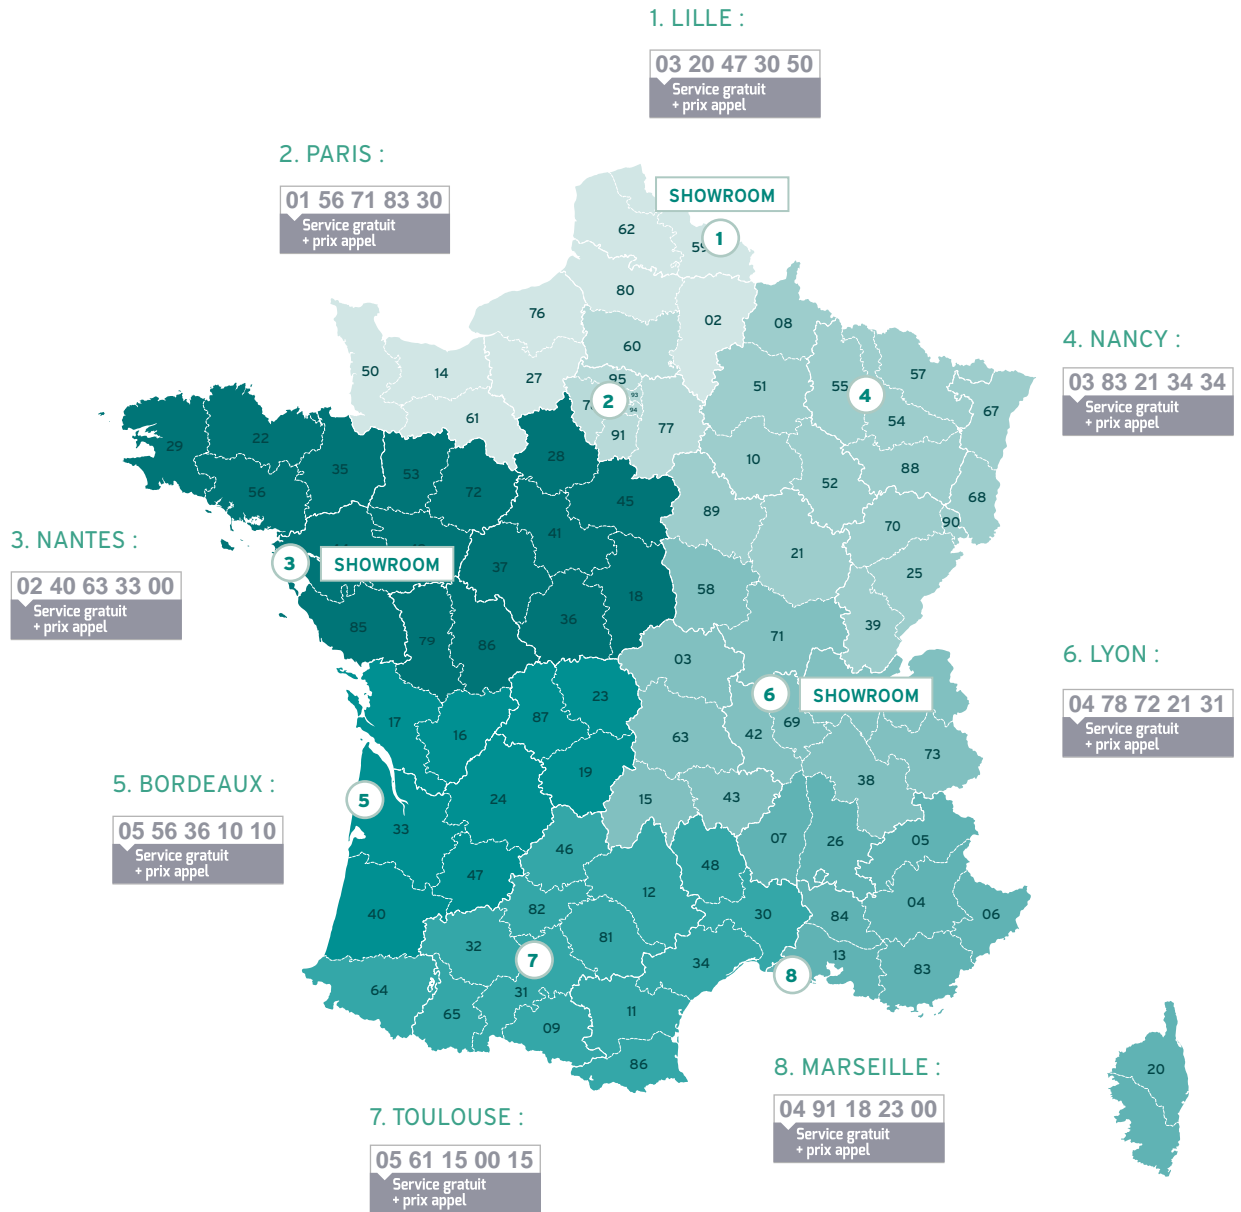 1. LILLE :
03 20 47 30 50
Service gratuit
+ prix appel
2. PARIS :
01 56 71 83 30
Service gratuit
+ prix appel
SHOWROOM
62
1
80
76
02
08
60
4. NANCY :
03 83 21 34 34
Service gratuit
+ prix appel
50
14
27
95
93
2
94
51
55
4
57
67
61
91
77
54
29
22
35
53
72
28
10
88
56
45
52
68
89
70
90
3. NANTES :
02 40 63 33 00
Service gratuit
+ prix appel
41
21
3
SHOWROOM
37
25
18
58
36
85
79
86
71
39
03
6. LYON :
04 78 72 21 31
Service gratuit
+ prix appel
6
SHOWROOM
23
87
17
16
69
42
63
73
38
5. BORDEAUX :
05 56 36 10 10
Service gratuit
+ prix appel
5
19
24
15
43
33
07
26
05
46
48
47
12
40
82
30
84
04
06
32
81
7
34
8
13
83
64
31
65
09
11
86
20
8. MARSEILLE :
04 91 18 23 00
Service gratuit
+ prix appel
7. TOULOUSE :
05 61 15 00 15
Service gratuit
+ prix appel